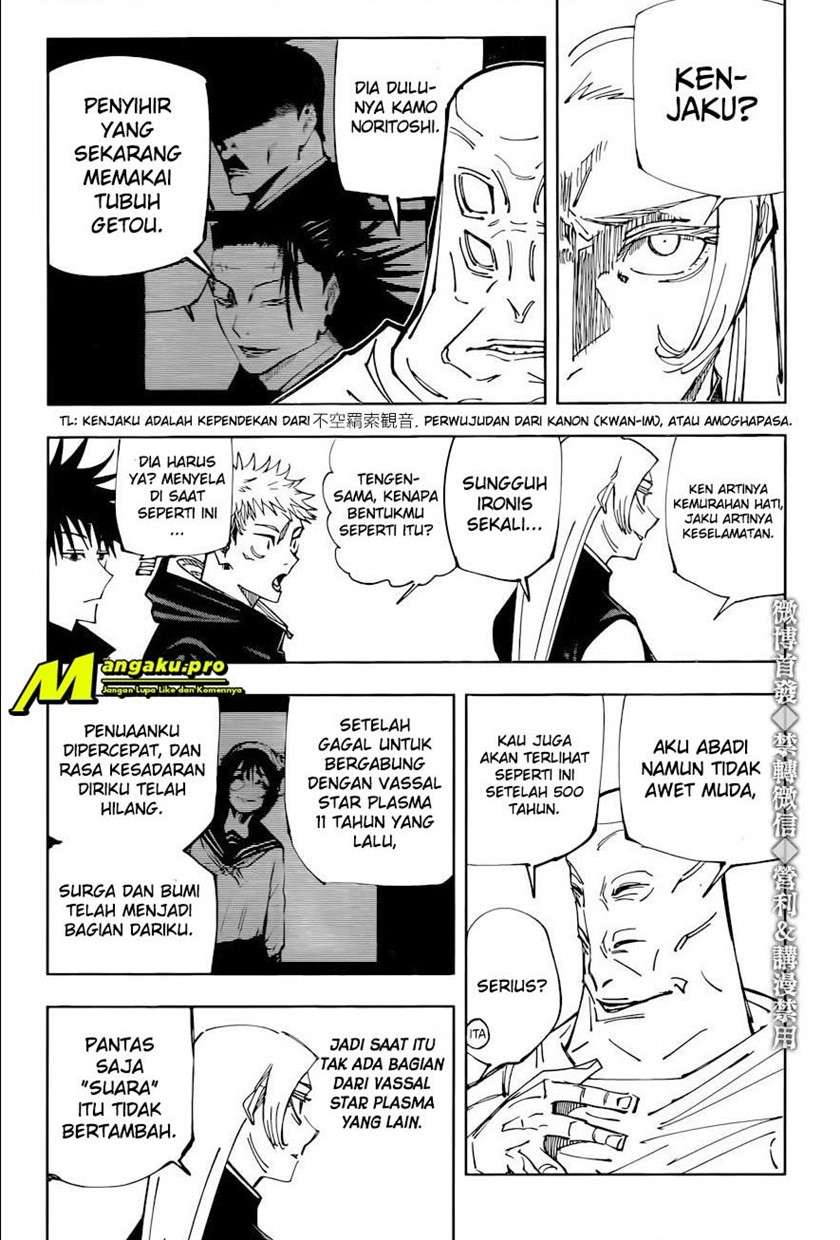 KEN-
JAKU?
DIA DULU-
NYA KAMO
NORITOSHI.
PENYIHIR
YANG
SEKARANG
MEMAKAI
TUBUH
GETOU.
TL: KENJAKU ADALAH KEPENDEKAN DARI 不空羂索観音. PERWUJUDAN DARI KANON (KWAN-IM), ATAU AMOGHAPASA.
KEN ARTINYA
KEMURAHAN HATI,
JAKU ARTINYA
KESELAMATAN.
SUNGGUH
IRONIS
SEKALI...
TENGEN-
SAMA, KENAPA
BENTUKMU
SEPERTI ITU?
DIA HARUS
YA? MENYELA
DI SAAT
SEPERTI INI
...
Mangaku.pro
Jangan Lupa Like dan Komennya
AKU ABADI
NAMUN TIDAK
AWET MUDA,
KAU JUGA
AKAN TERLIHAT
SEPERTI INI
SETELAH 500
TAHUN.
SERIUS?
ITA
SETELAH
GAGAL UNTUK
BERGABUNG
DENGAN VASSAL
STAR PLASMA
11 TAHUN YANG
LALU,
PENUAANKU
DIPERCEPAT, DAN
RASA KESADARAN
DIRIKU TELAH
HILANG.
SURGA DAN BUMI
TELAH MENJADI
BAGIAN DARIKU.
JADI SAAT ITU
TAK ADA BAGIAN
DARI VASSAL
STAR PLASMA
YANG LAIN.
PANTAS
SAJA
"SUARA"
ITU TIDAK
BERTAMBAH.
微博首發◆禁轉微信◆營利&講漫禁用